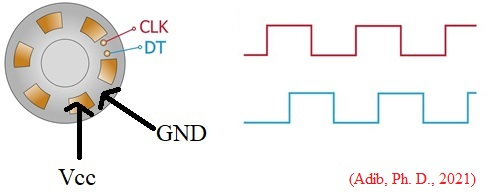 CLK
DT
GND
Vcc
(Adib, Ph. D., 2021)